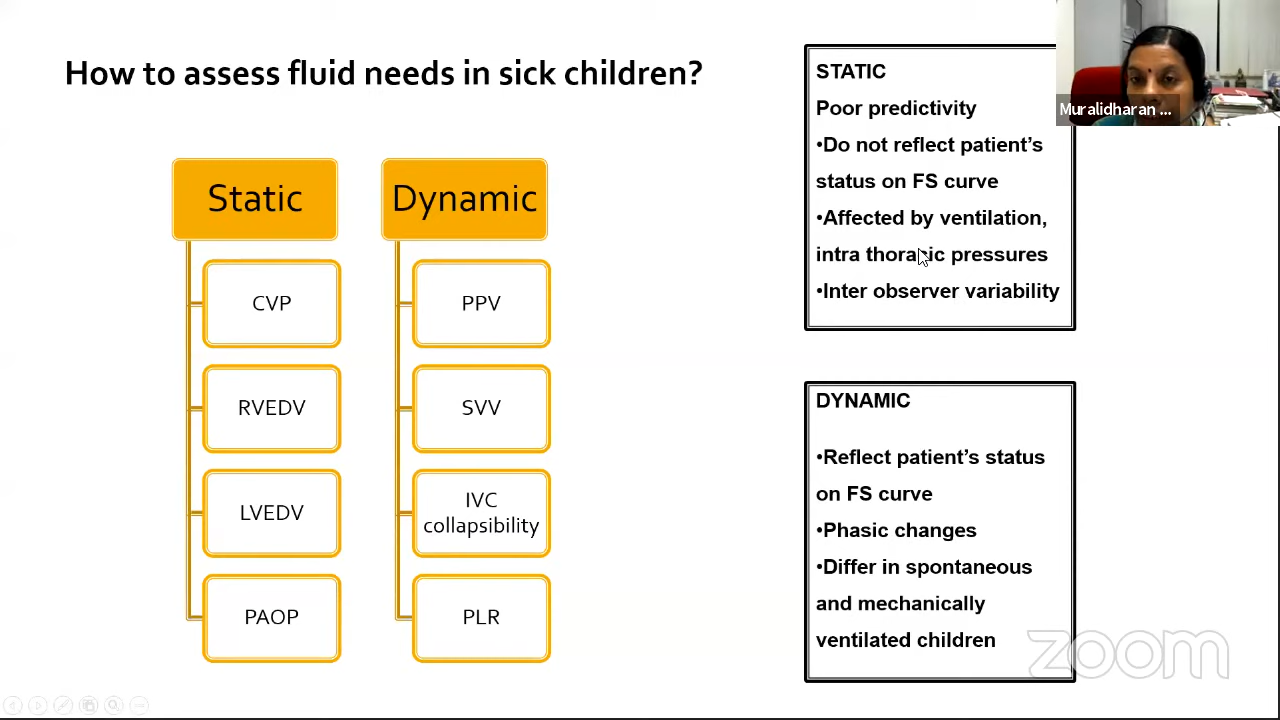 How to assess fluid needs in sick children?
Static
CVP
RVEDV
LVEDV
PAOP
Dynamic
PPV
SVV
IVC
collapsibility
PLR
STATIC
Poor predictivity
•Do not reflect patient’s
status on FS curve
•Affected by ventilation,
intra thoracic pressures
•Inter observer variability
DYNAMIC
•Reflect patient’s status
on FS curve
•Phasic changes
•Differ in spontaneous
and mechanically
ventilated children
Muralidharan ...
zoom